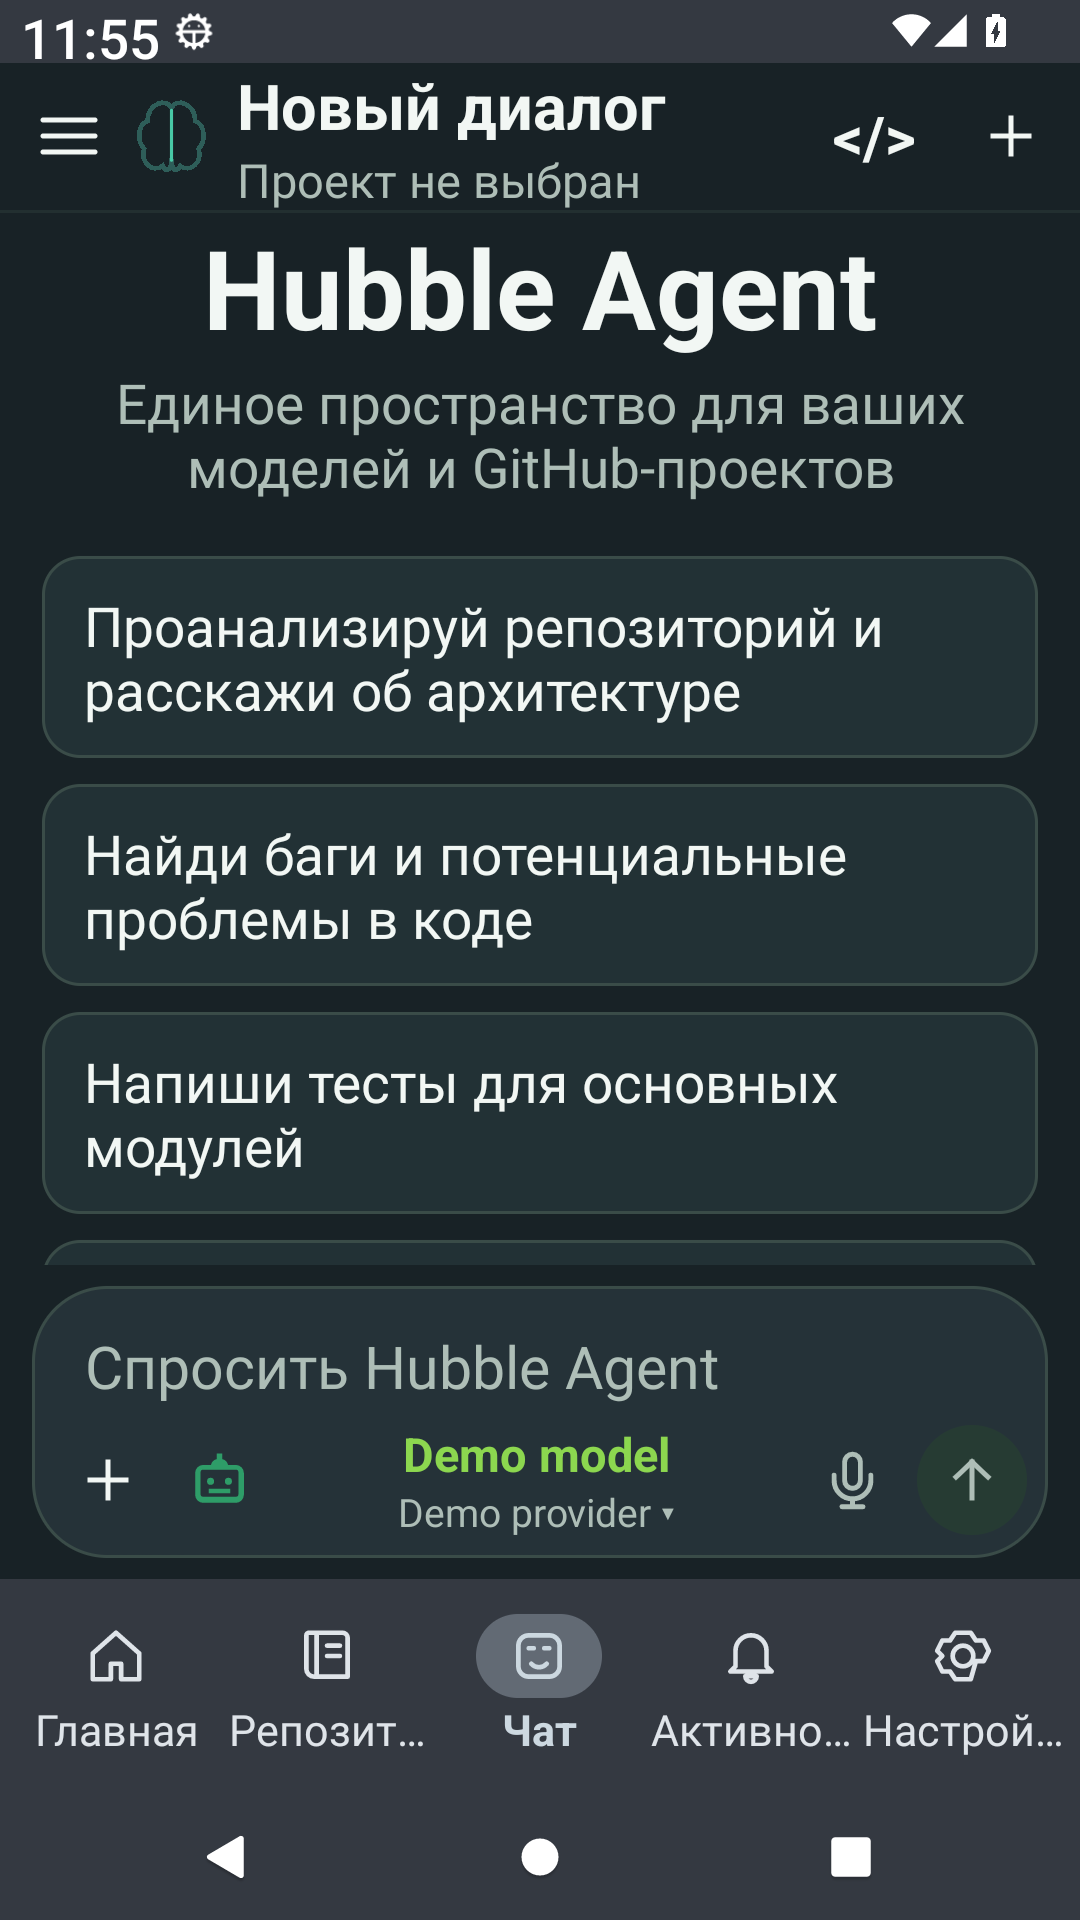 11:55
Новый диалог
Проект не выбран
</>
Hubble Agent
Единое пространство для ваших
моделей и GitHub-проектов
Проанализируй репозиторий и
расскажи об архитектуре
Найди баги и потенциальные
проблемы в коде
Напиши тесты для основных
модулей
Спросить Hubble Agent
Demo model
Demo provider ▾
Главная
Репозит...
Чат
Активно...
Настрой...